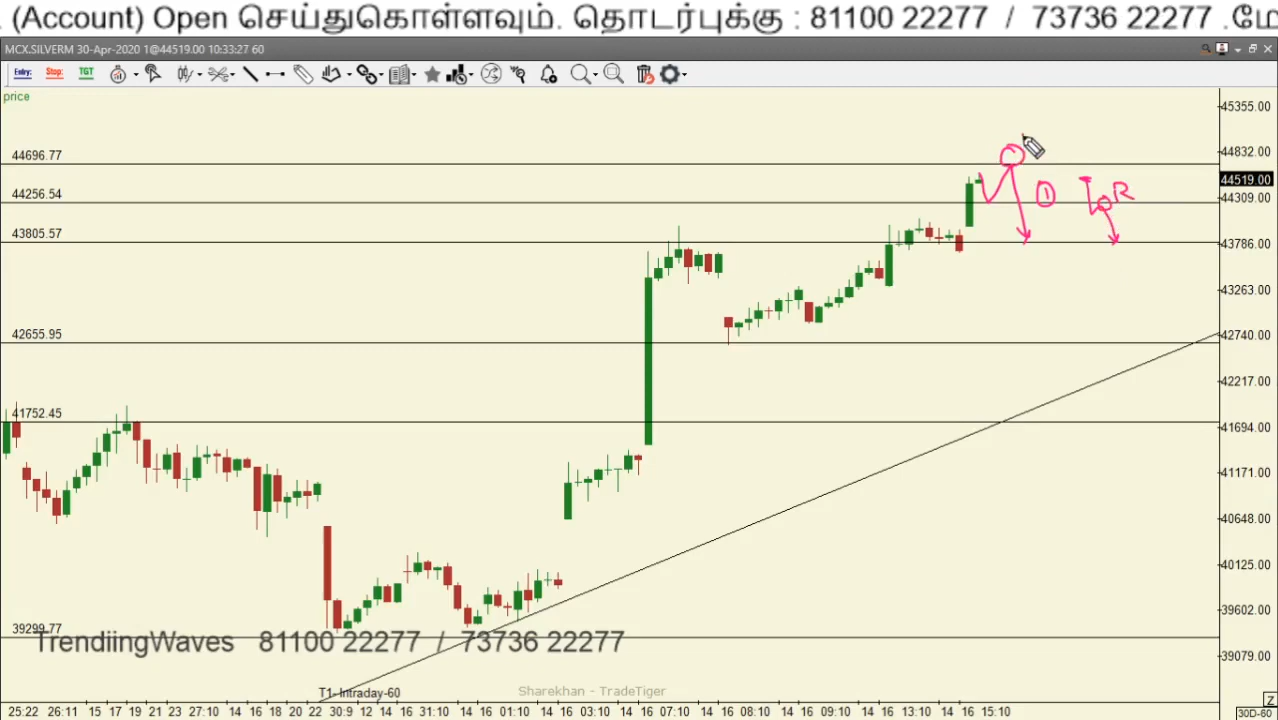 . (Account) Open செய்துகொள்ளவும். தொடர்புக்கு : 81100 22277 / 73736 22277 .மே
MCX.SILVERM 30-Apr-2020 1@44519.00 10:33:27 60
Entry: Stop: TGT
price
45355.00
44696.77
44832.00
44519.00
44256.54
44309.00
① R
43805.57
43786.00
43263.00
42655.95
42740.00
42217.00
41752.45
41694.00
41171.00
40648.00
40125.00
39602.00
39299.77
TrendiingWaves 81100 22277 / 73736 22277
39079.00
T1- Intraday-60
Sharekhan - TradeTiger
Z
25:22 26:11 15 17 19 21 23 27:10 14 16 18 20 22 30:9 12 14 16 31:10 14 16 01:10 14 16 03:10 14 16 07:10 14 16 08:10 14 16 09:10 14 16 13:10 14 16 15:10
30D-60